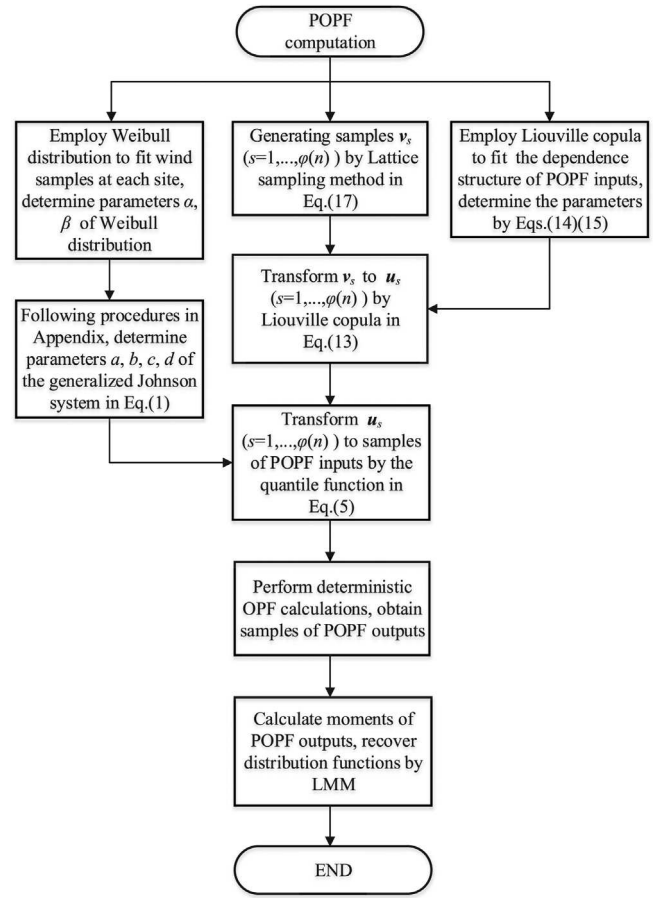 POPF
computation
Employ Weibull
distribution to fit wind
samples at each site,
determine parameters α,
β of Weibull
distribution
Generating samples vₛ
(s=1,...,φ(n) ) by Lattice
sampling method in
Eq.(17)
Employ Liouville copula
to fit the dependence
structure of POPF inputs,
determine the parameters
by Eqs.(14)(15)
Transform vₛ to uₛ
(s=1,...,φ(n) ) by
Liouville copula in
Eq.(13)
Following procedures in
Appendix, determine
parameters a, b, c, d of
the generalized Johnson
system in Eq.(1)
Transform uₛ
(s=1,...,φ(n) ) to samples
of POPF inputs by the
quantile function in
Eq.(5)
Perform deterministic
OPF calculations, obtain
samples of POPF outputs
Calculate moments of
POPF outputs, recover
distribution functions by
LMM
END